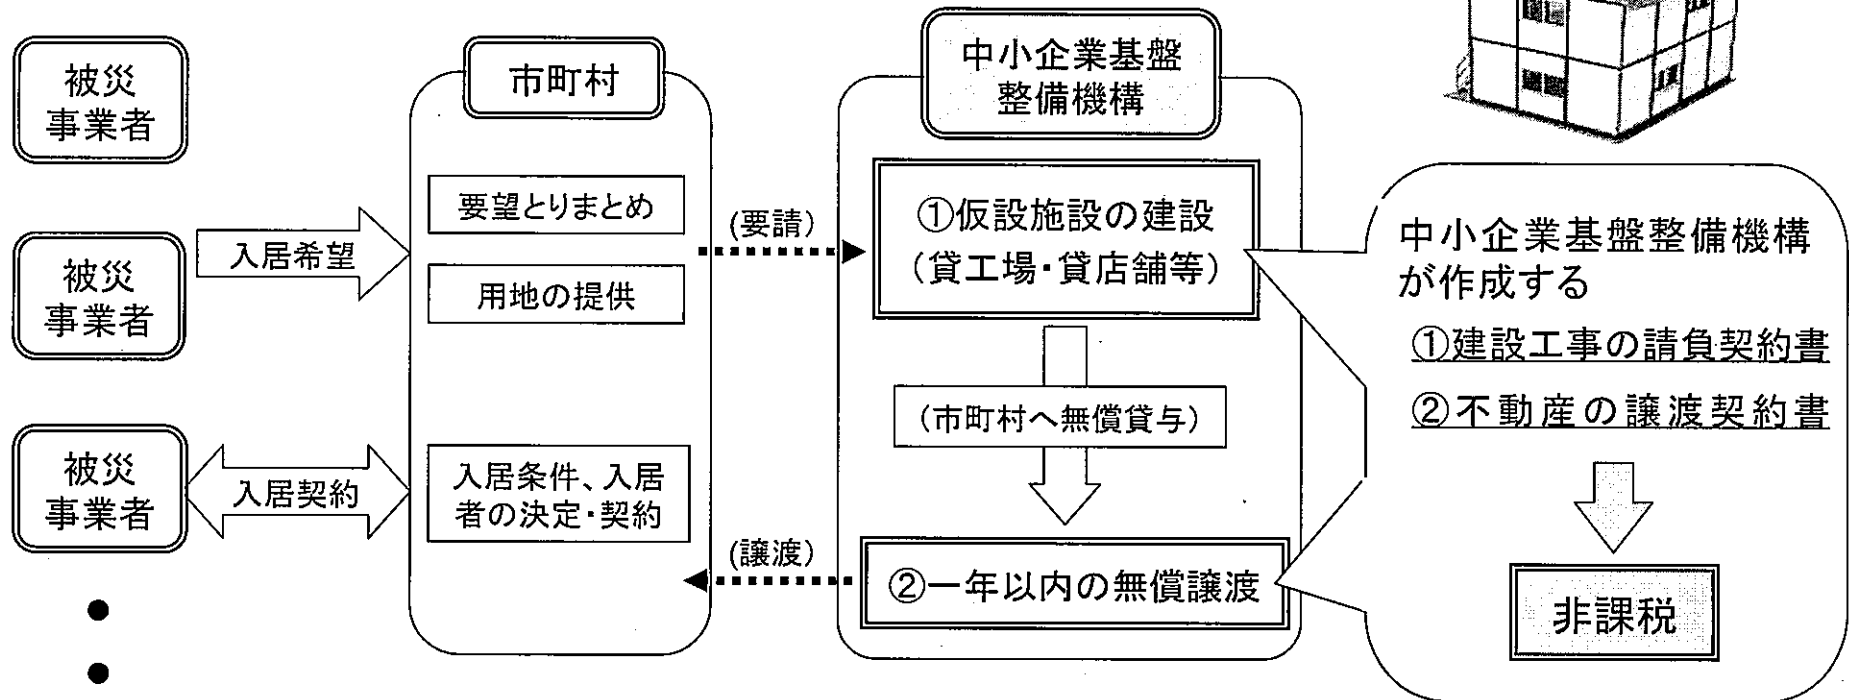 被災
事業者
被災
事業者
被災
事業者
●
●
入居希望
入居契約
市町村
要望とりまとめ
用地の提供
入居条件、入居
者の決定・契約
(要請)
(譲渡)
中小企業基盤
整備機構
①仮設施設の建設
(貸工場・貸店舗等)
(市町村へ無償貸与)
②一年以内の無償譲渡
中小企業基盤整備機構
が作成する
①建設工事の請負契約書
②不動産の譲渡契約書
非課税